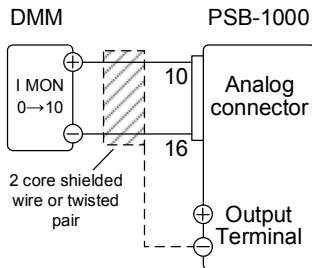 DMM
PSB-1000
I MON
0→10
+
−
10
16
Analog
connector
2 core shielded
wire or twisted
pair
+
Output
Terminal
−